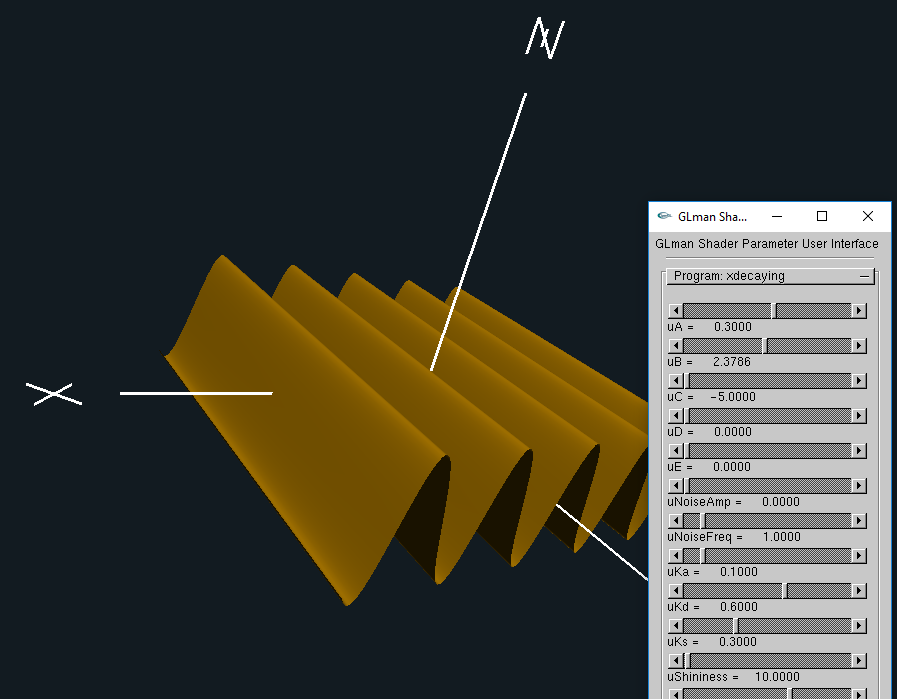 X
GLman Sha...
GLman Shader Parameter User Interface
Program: xdecaying
uA = 0.3000
uB = 2.3786
uC = -5.0000
uD = 0.0000
uE = 0.0000
uNoiseAmp = 0.0000
uNoiseFreq = 1.0000
uKa = 0.1000
uKd = 0.6000
uKs = 0.3000
uShininess = 10.0000